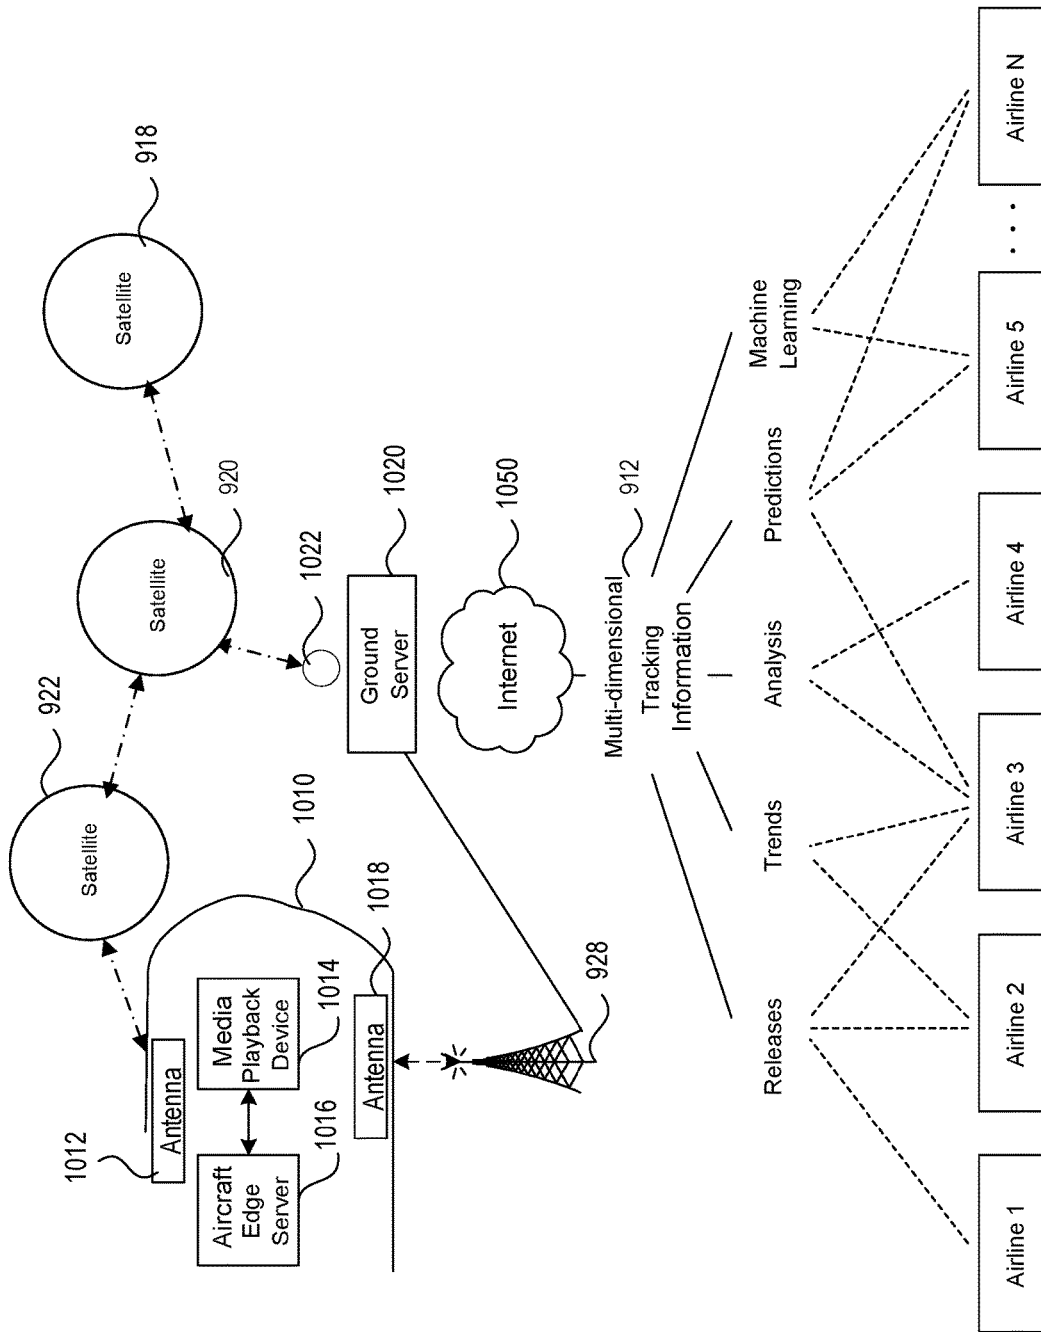 922
Satellite
920
Satellite
918
Satellite
1012
Antenna
Aircraft
Edge
Server
1016
Media
Playback
Device
1014
1010
Antenna
1018
928
1022
Ground
Server
1020
Internet
1050
Multi-dimensional
Tracking
Information
912
Releases
Trends
Analysis
Predictions
Machine
Learning
Airline 1
Airline 2
Airline 3
Airline 4
Airline 5
• • •
Airline N